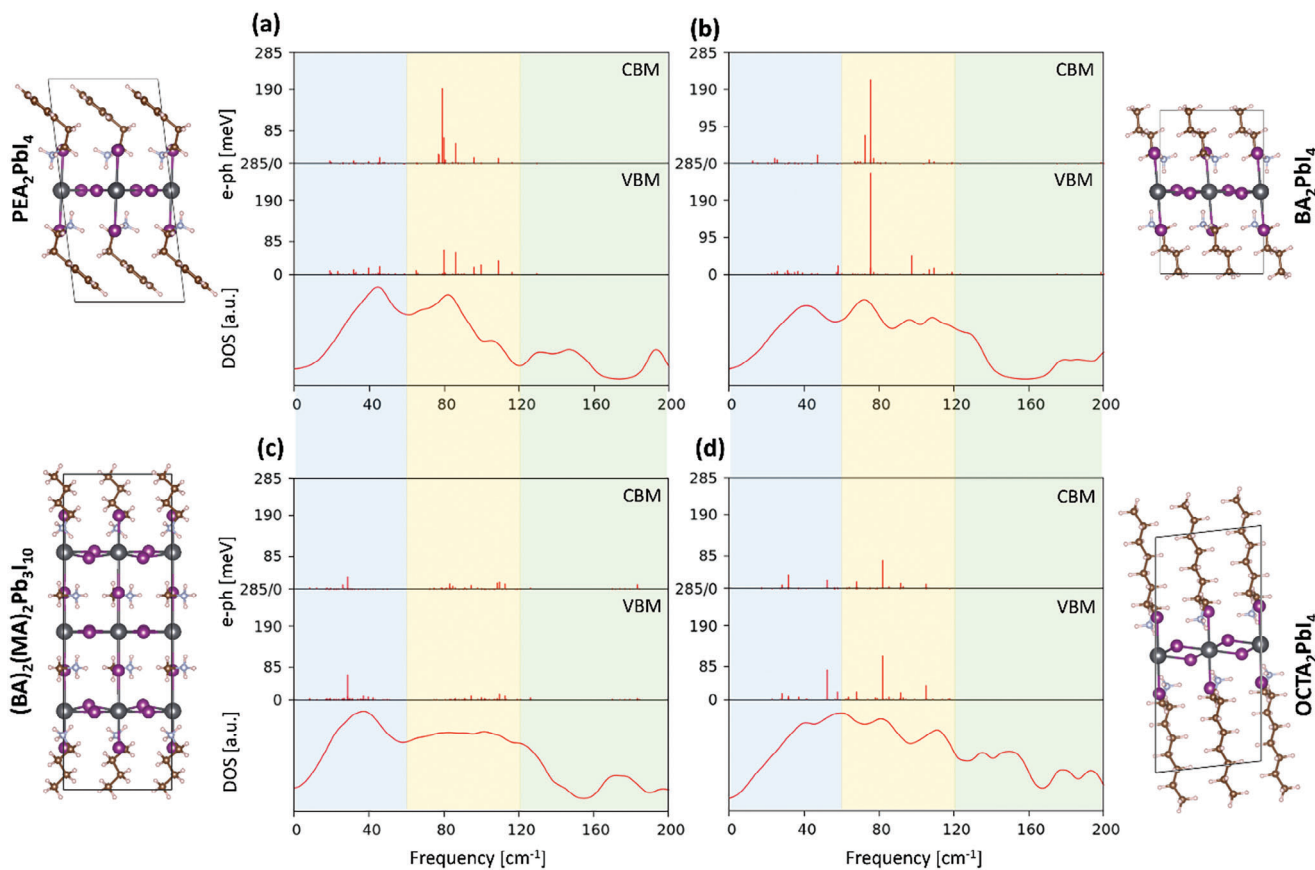 (a)
(b)
PEA₂PbI₄
e-ph [meV]
285
190
85
285/0
190
85
0
CBM
VBM
DOS [a.u.]
0 40 80 120 160 200
e-ph [meV]
285
190
95
285/0
190
95
0
CBM
VBM
DOS [a.u.]
0 40 80 120 160 200
BA₂PbI₄
(c)
(d)
(BA)₂(MA)₂Pb₃I₁₀
e-ph [meV]
285
190
85
285/0
190
85
0
CBM
VBM
DOS [a.u.]
0 40 80 120 160 200
Frequency [cm⁻¹]
285
190
85
285/0
190
85
0
CBM
VBM
DOS [a.u.]
0 40 80 120 160 200
Frequency [cm⁻¹]
OCTA₂PbI₄